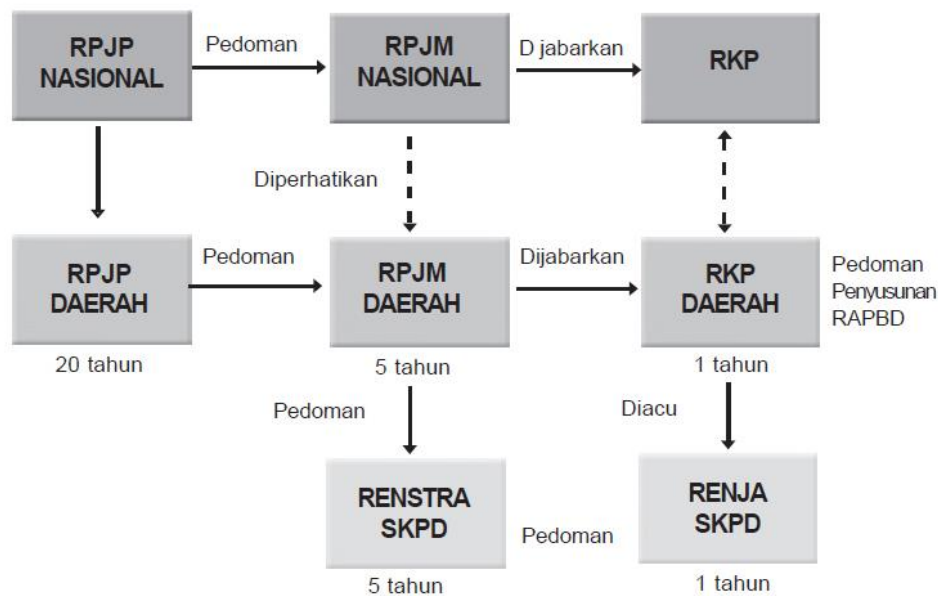 RPJP
NASIONAL
Pedoman
RPJM
NASIONAL
D jabarkan
RKP
Diperhatikan
RPJP
DAERAH
Pedoman
RPJM
DAERAH
Dijabarkan
RKP
DAERAH
Pedoman
Penyusunan
RAPBD
20 tahun
5 tahun
1 tahun
Pedoman
Diacu
RENSTRA
SKPD
Pedoman
RENJA
SKPD
5 tahun
1 tahun